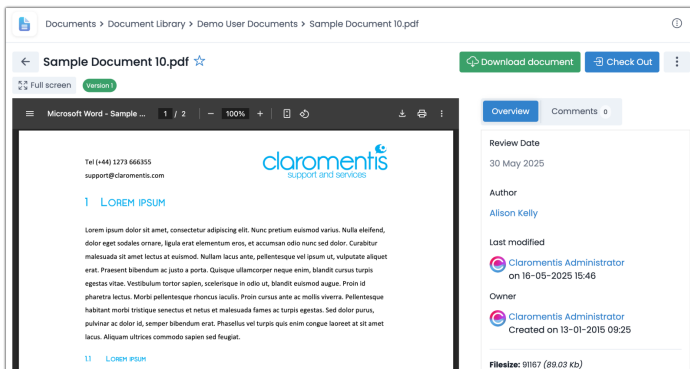 Documents > Document Library > Demo User Documents > Sample Document 10.pdf
Sample Document 10.pdf
Download document
Check Out
Full screen
Version 1
Microsoft Word - Sample ...
1 / 2
100%
Overview
Comments 0
Tel (+44) 1273 666355
support@claromentis.com
claromentis
support and services
1 LOREM IPSUM
Lorem ipsum dolor sit amet, consectetur adipiscing elit. Nunc pretium euismod varius. Nulla eleifend,
dolor eget sodales ornare, ligula erat elementum eros, et accumsan odio nunc sed dolor. Curabitur
malesuada sit amet lectus at euismod. Nullam lacus ante, pellentesque vel ipsum ut, vulputate aliquet
erat. Praesent bibendum ac justo a porta. Quisque ullamcorper neque enim, blandit cursus turpis
egestas vitae. Vestibulum tortor sapien, scelerisque in odio ut, blandit euismod augue. Proin id
pharetra lectus. Morbi pellentesque rhoncus iaculis. Proin cursus ante ac mollis viverra. Pellentesque
habitant morbi tristique senectus et netus et malesuada fames ac turpis egestas. Sed dolor purus,
pulvinar ac dolor id, semper bibendum erat. Phasellus vel turpis quis enim congue laoreet at sit amet
lacus. Aliquam ultrices commodo sapien sed feugiat.
1.1 LOREM IPSUM
Review Date
30 May 2025
Author
Alison Kelly
Last modified
Claromentis Administrator
on 16-05-2025 15:46
Owner
Claromentis Administrator
Created on 13-01-2015 09:25
Filesize: 91167 (89.03 Kb)